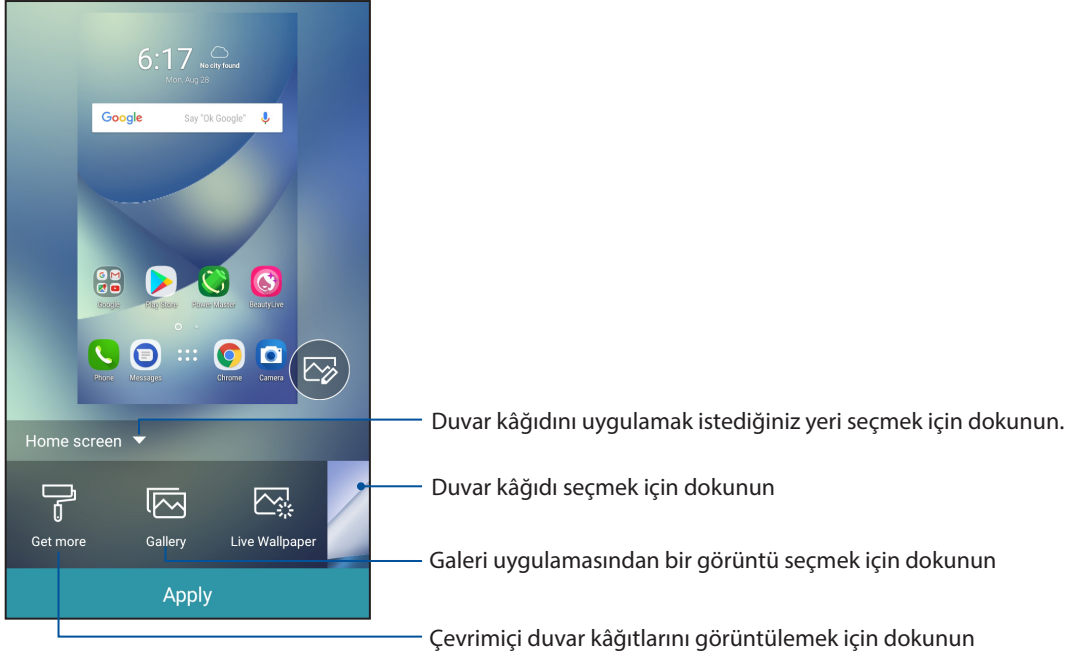 6:17
No city found
Mon, Aug 28
Google Say "Ok Google"
Google Play Store Power Master BeautyLive
Phone Messages Chrome Camera
Home screen
Duvar kâğıdını uygulamak istediğiniz yeri seçmek için dokunun.
Duvar kâğıdı seçmek için dokunun
Get more Gallery Live Wallpaper
Galeri uygulamasından bir görüntü seçmek için dokunun
Apply
Çevrimiçi duvar kâğıtlarını görüntülemek için dokunun